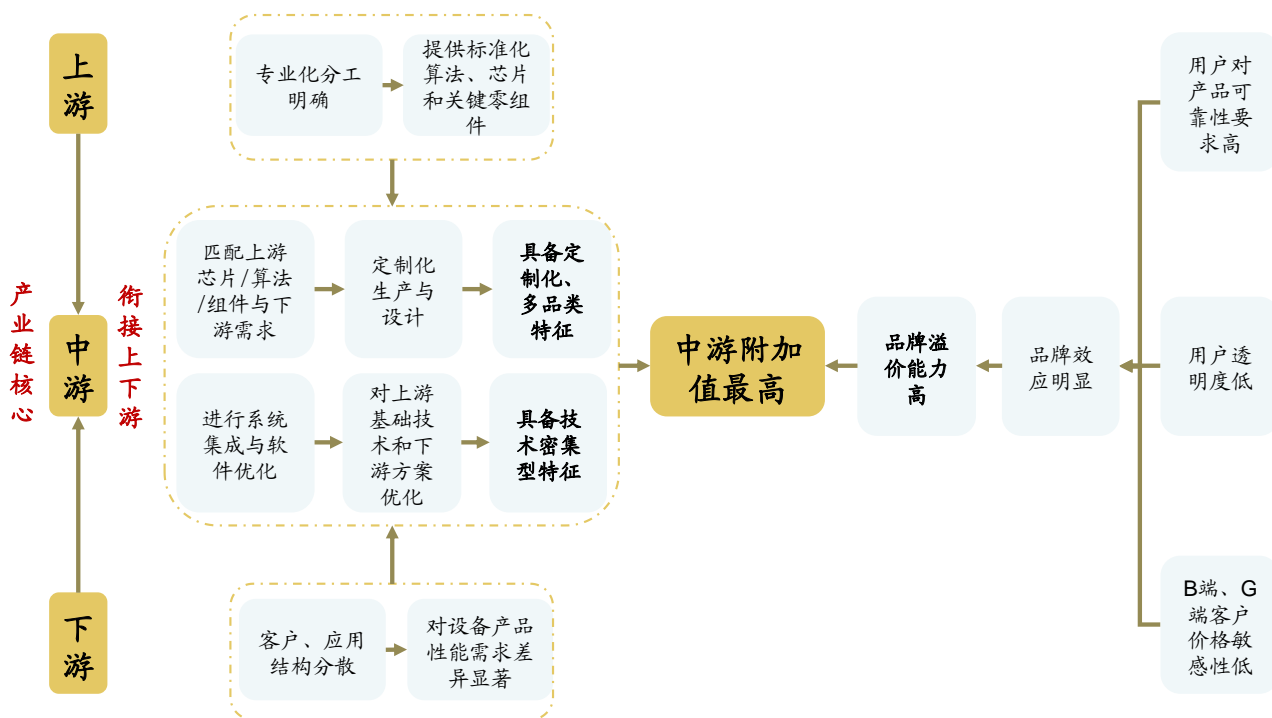 上
游
专业化分工
明确
提供标准化
算法、芯片
和关键零组
件
产
业
链
核
心
中
游
衔
接
上
下
游
匹配上游
芯片/算法
/组件与下
游需求
定制化
生产与
设计
具备定
制化、
多品类
特征
进行系统
集成与软
件优化
对上游
基础技
术和下
游方案
优化
具备技
术密集
型特征
下
游
客户、应用
结构分散
对设备产品
性能需求差
异显著
中游附加
值最高
品牌溢
价能力
高
品牌效
应明显
用户对
产品可
靠性要
求高
用户透
明度低
B端、G
端客户
价格敏
感性低